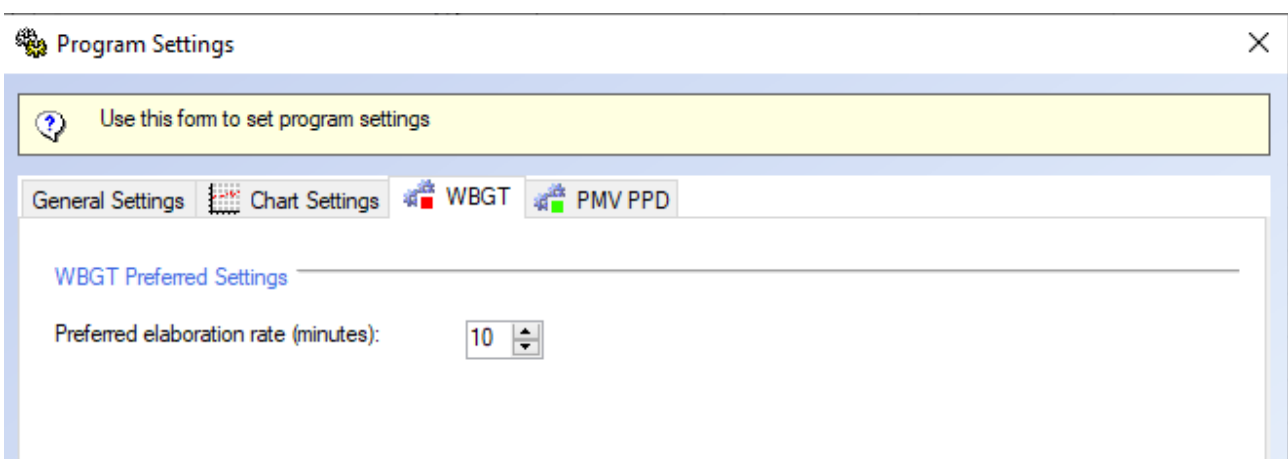 Program Settings
Use this form to set program settings
General Settings Chart Settings WBGT PMV PPD
WBGT Preferred Settings
Preferred elaboration rate (minutes): 10